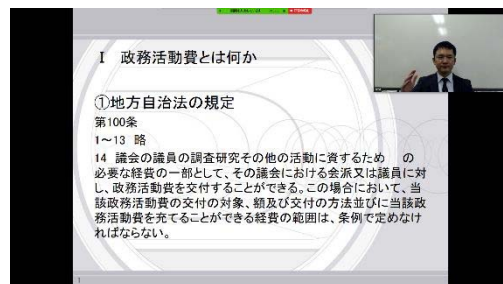 Ⅰ　政務活動費とは何か
①地方自治法の規定
第100条
1～13 略
14 議会の議員の調査研究その他の活動に資するため　の
必要な経費の一部として、その議会における会派又は議員に対
し、政務活動費を交付することができる。この場合において、当
該政務活動費の交付の対象、額及び交付の方法並びに当該政
務活動費を充てることができる経費の範囲は、条例で定めなけ
ればならない。
1